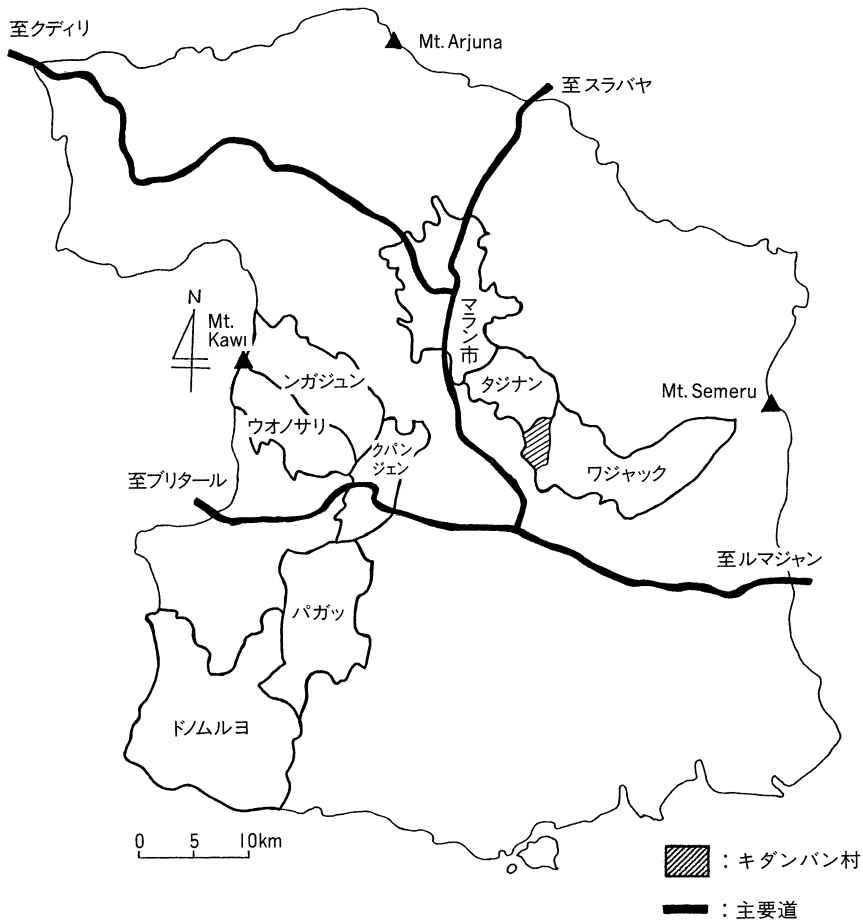 至クディリ
Mt. Arjuna
至スラバヤ
N
Mt.
Kawi
マラン市
ンガジュン
タジナン
Mt. Semeru
ウオノサリ
クパン
ジェン
ワジャック
至ブリタール
至ルマジャン
パガッ
ドノムルヨ
0 5 10km
：キダンバン村
：主要道